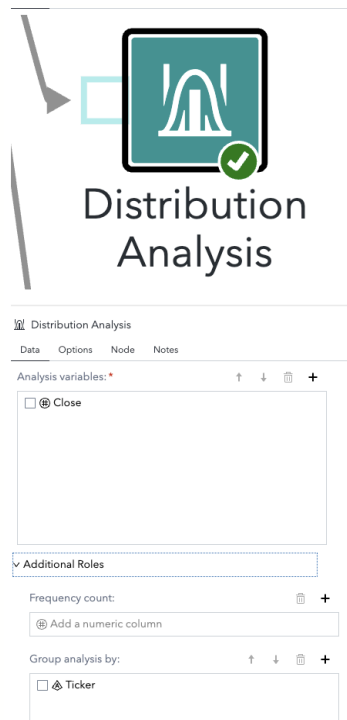 Distribution
Analysis
Distribution Analysis
Data Options Node Notes
Analysis variables: *
Close
Additional Roles
Frequency count:
Add a numeric column
Group analysis by:
Ticker